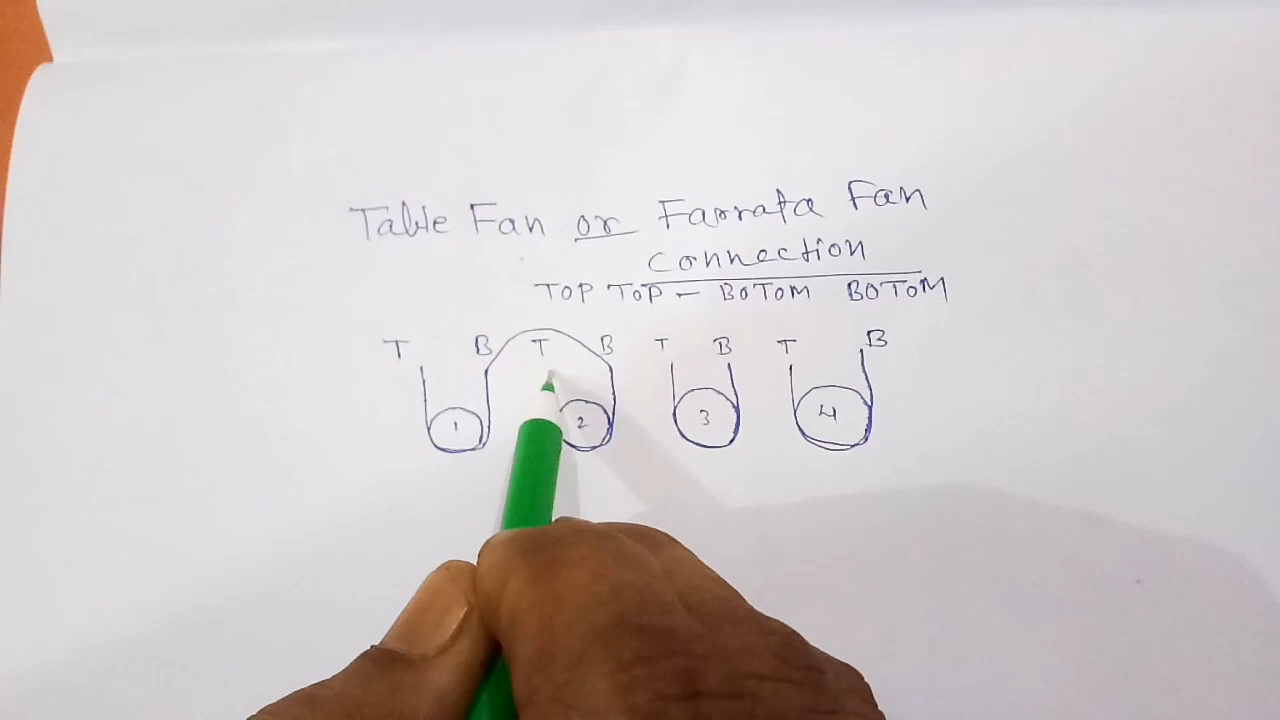 Table Fan or Farrata Fan
Connection
TOP TOP - BOTOM BOTOM
T B T B T B T B
1 2 3 4